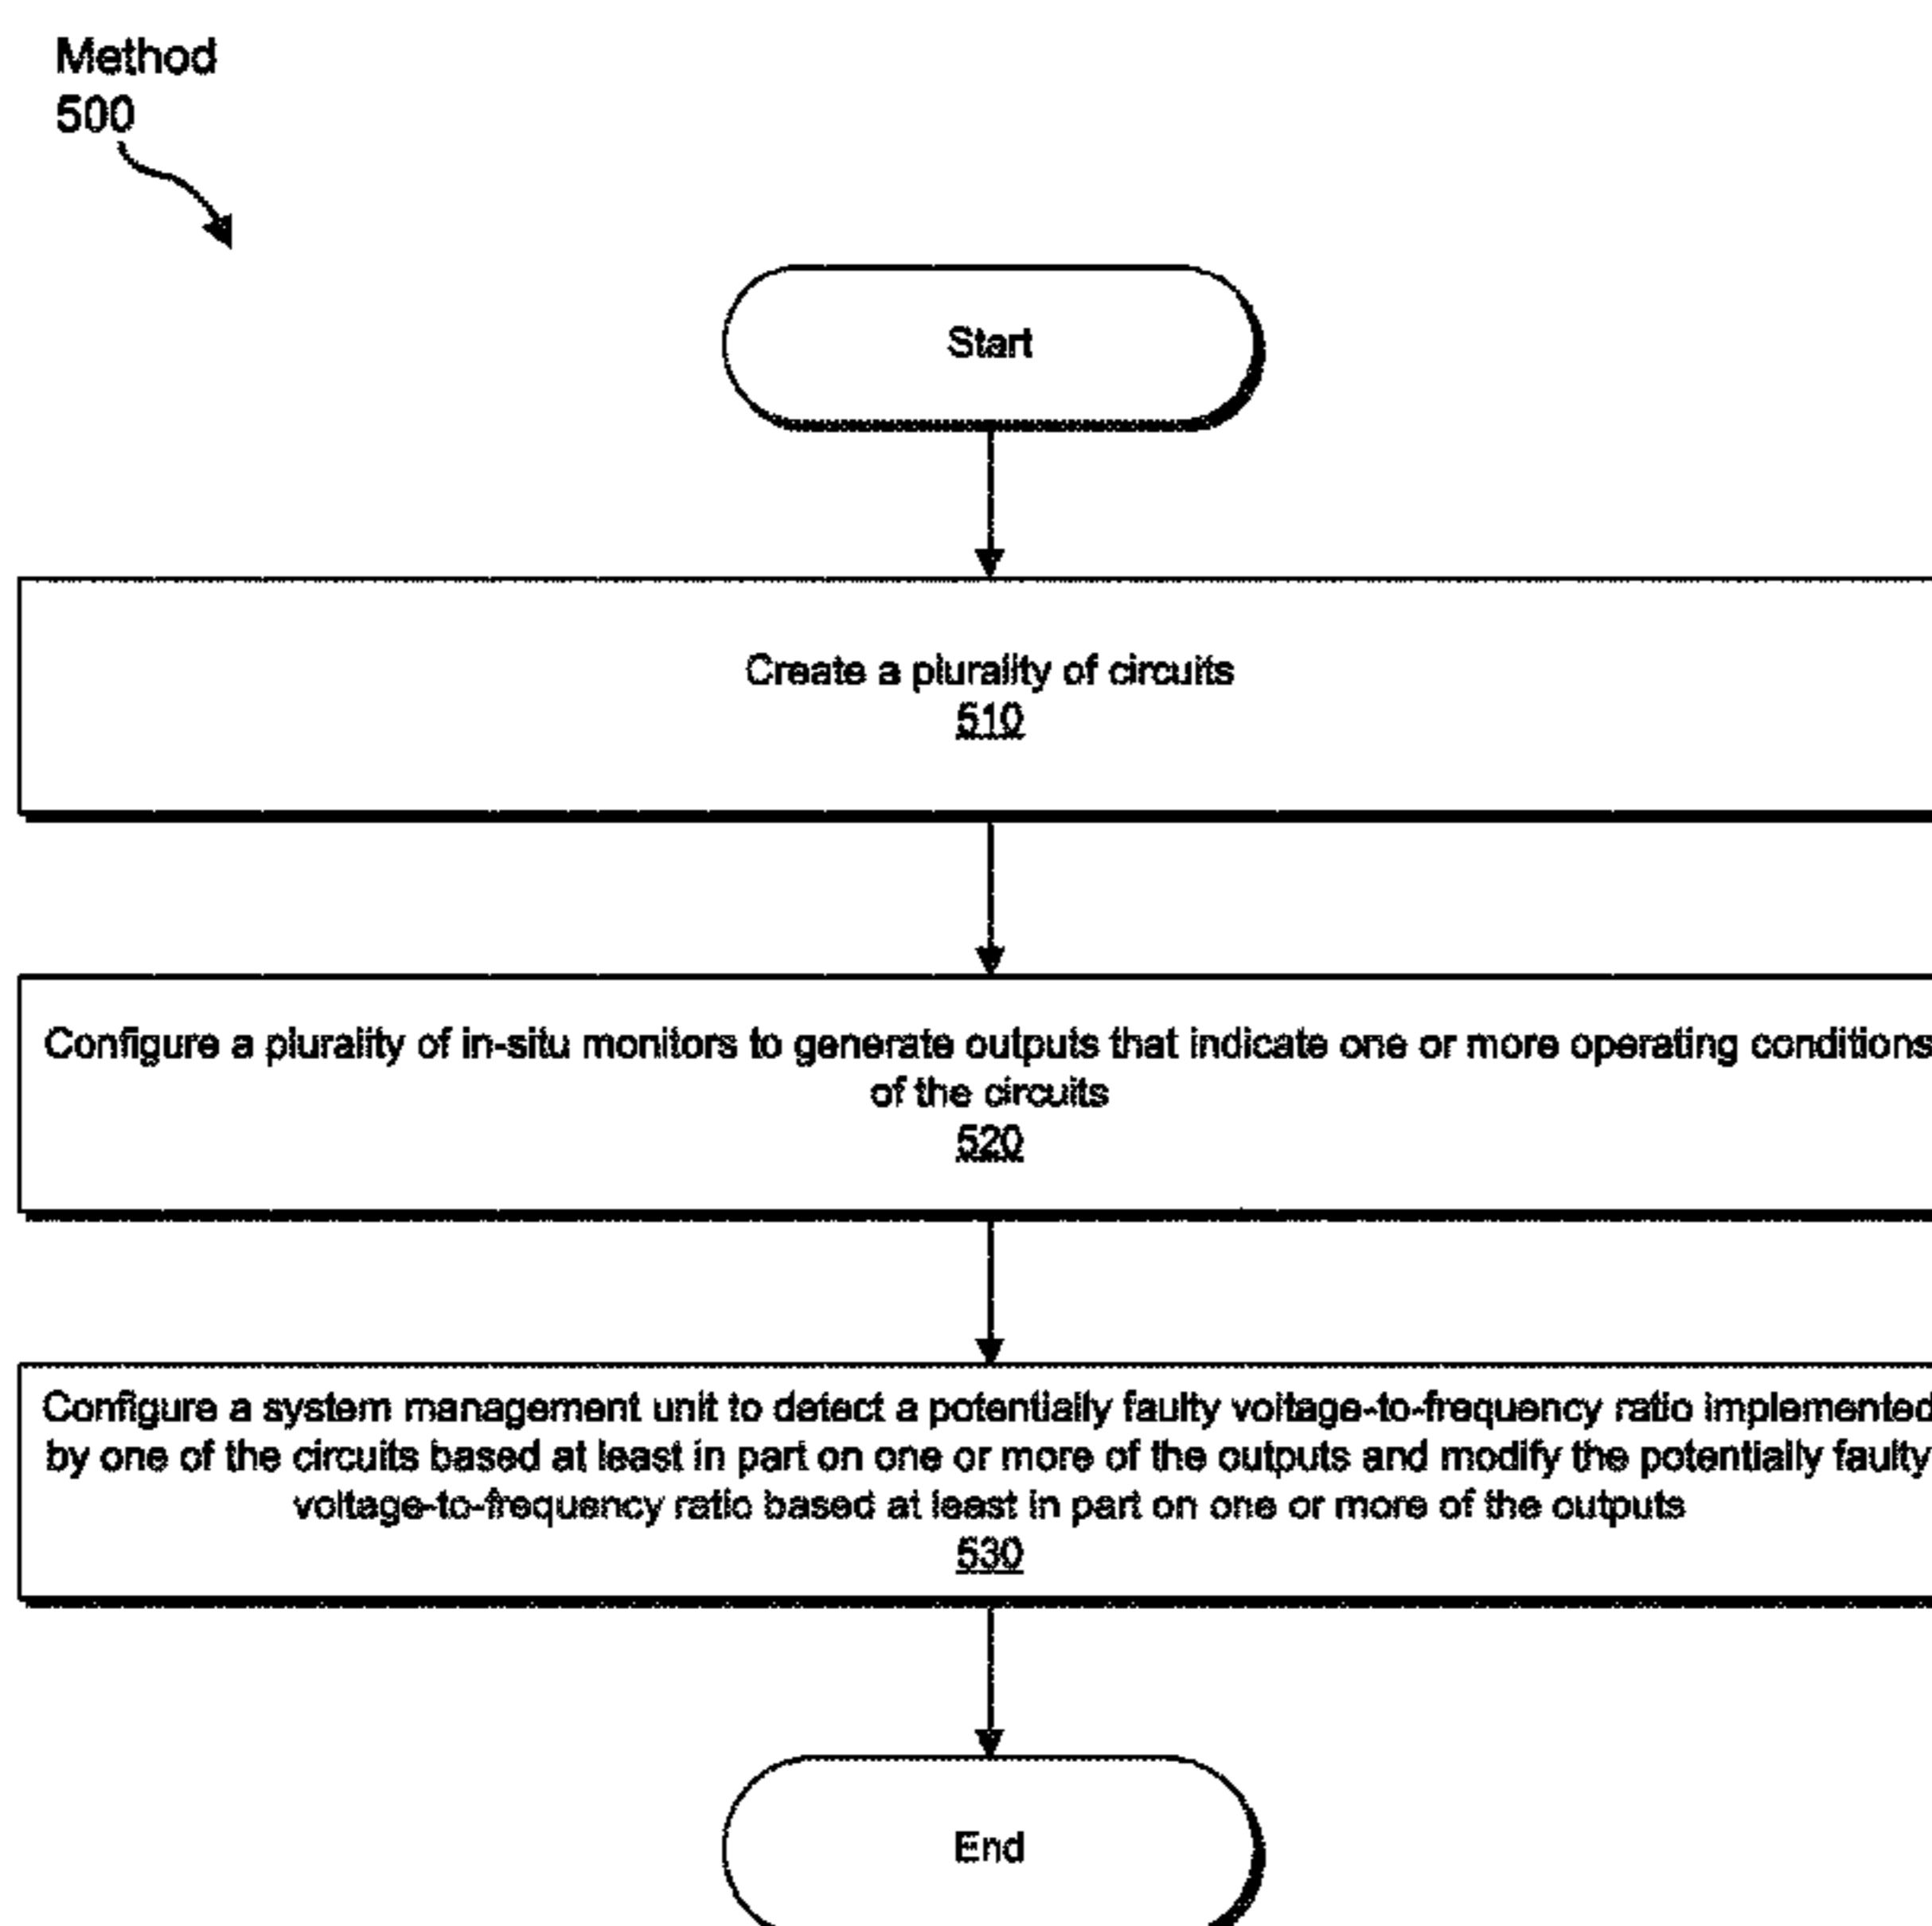 Method
500
Start
Create a plurality of circuits
510
Configure a plurality of in-situ monitors to generate outputs that indicate one or more operating conditions
of the circuits
520
Configure a system management unit to detect a potentially faulty voltage-to-frequency ratio implemented
by one of the circuits based at least in part on one or more of the outputs and modify the potentially faulty
voltage-to-frequency ratio based at least in part on one or more of the outputs
530
End